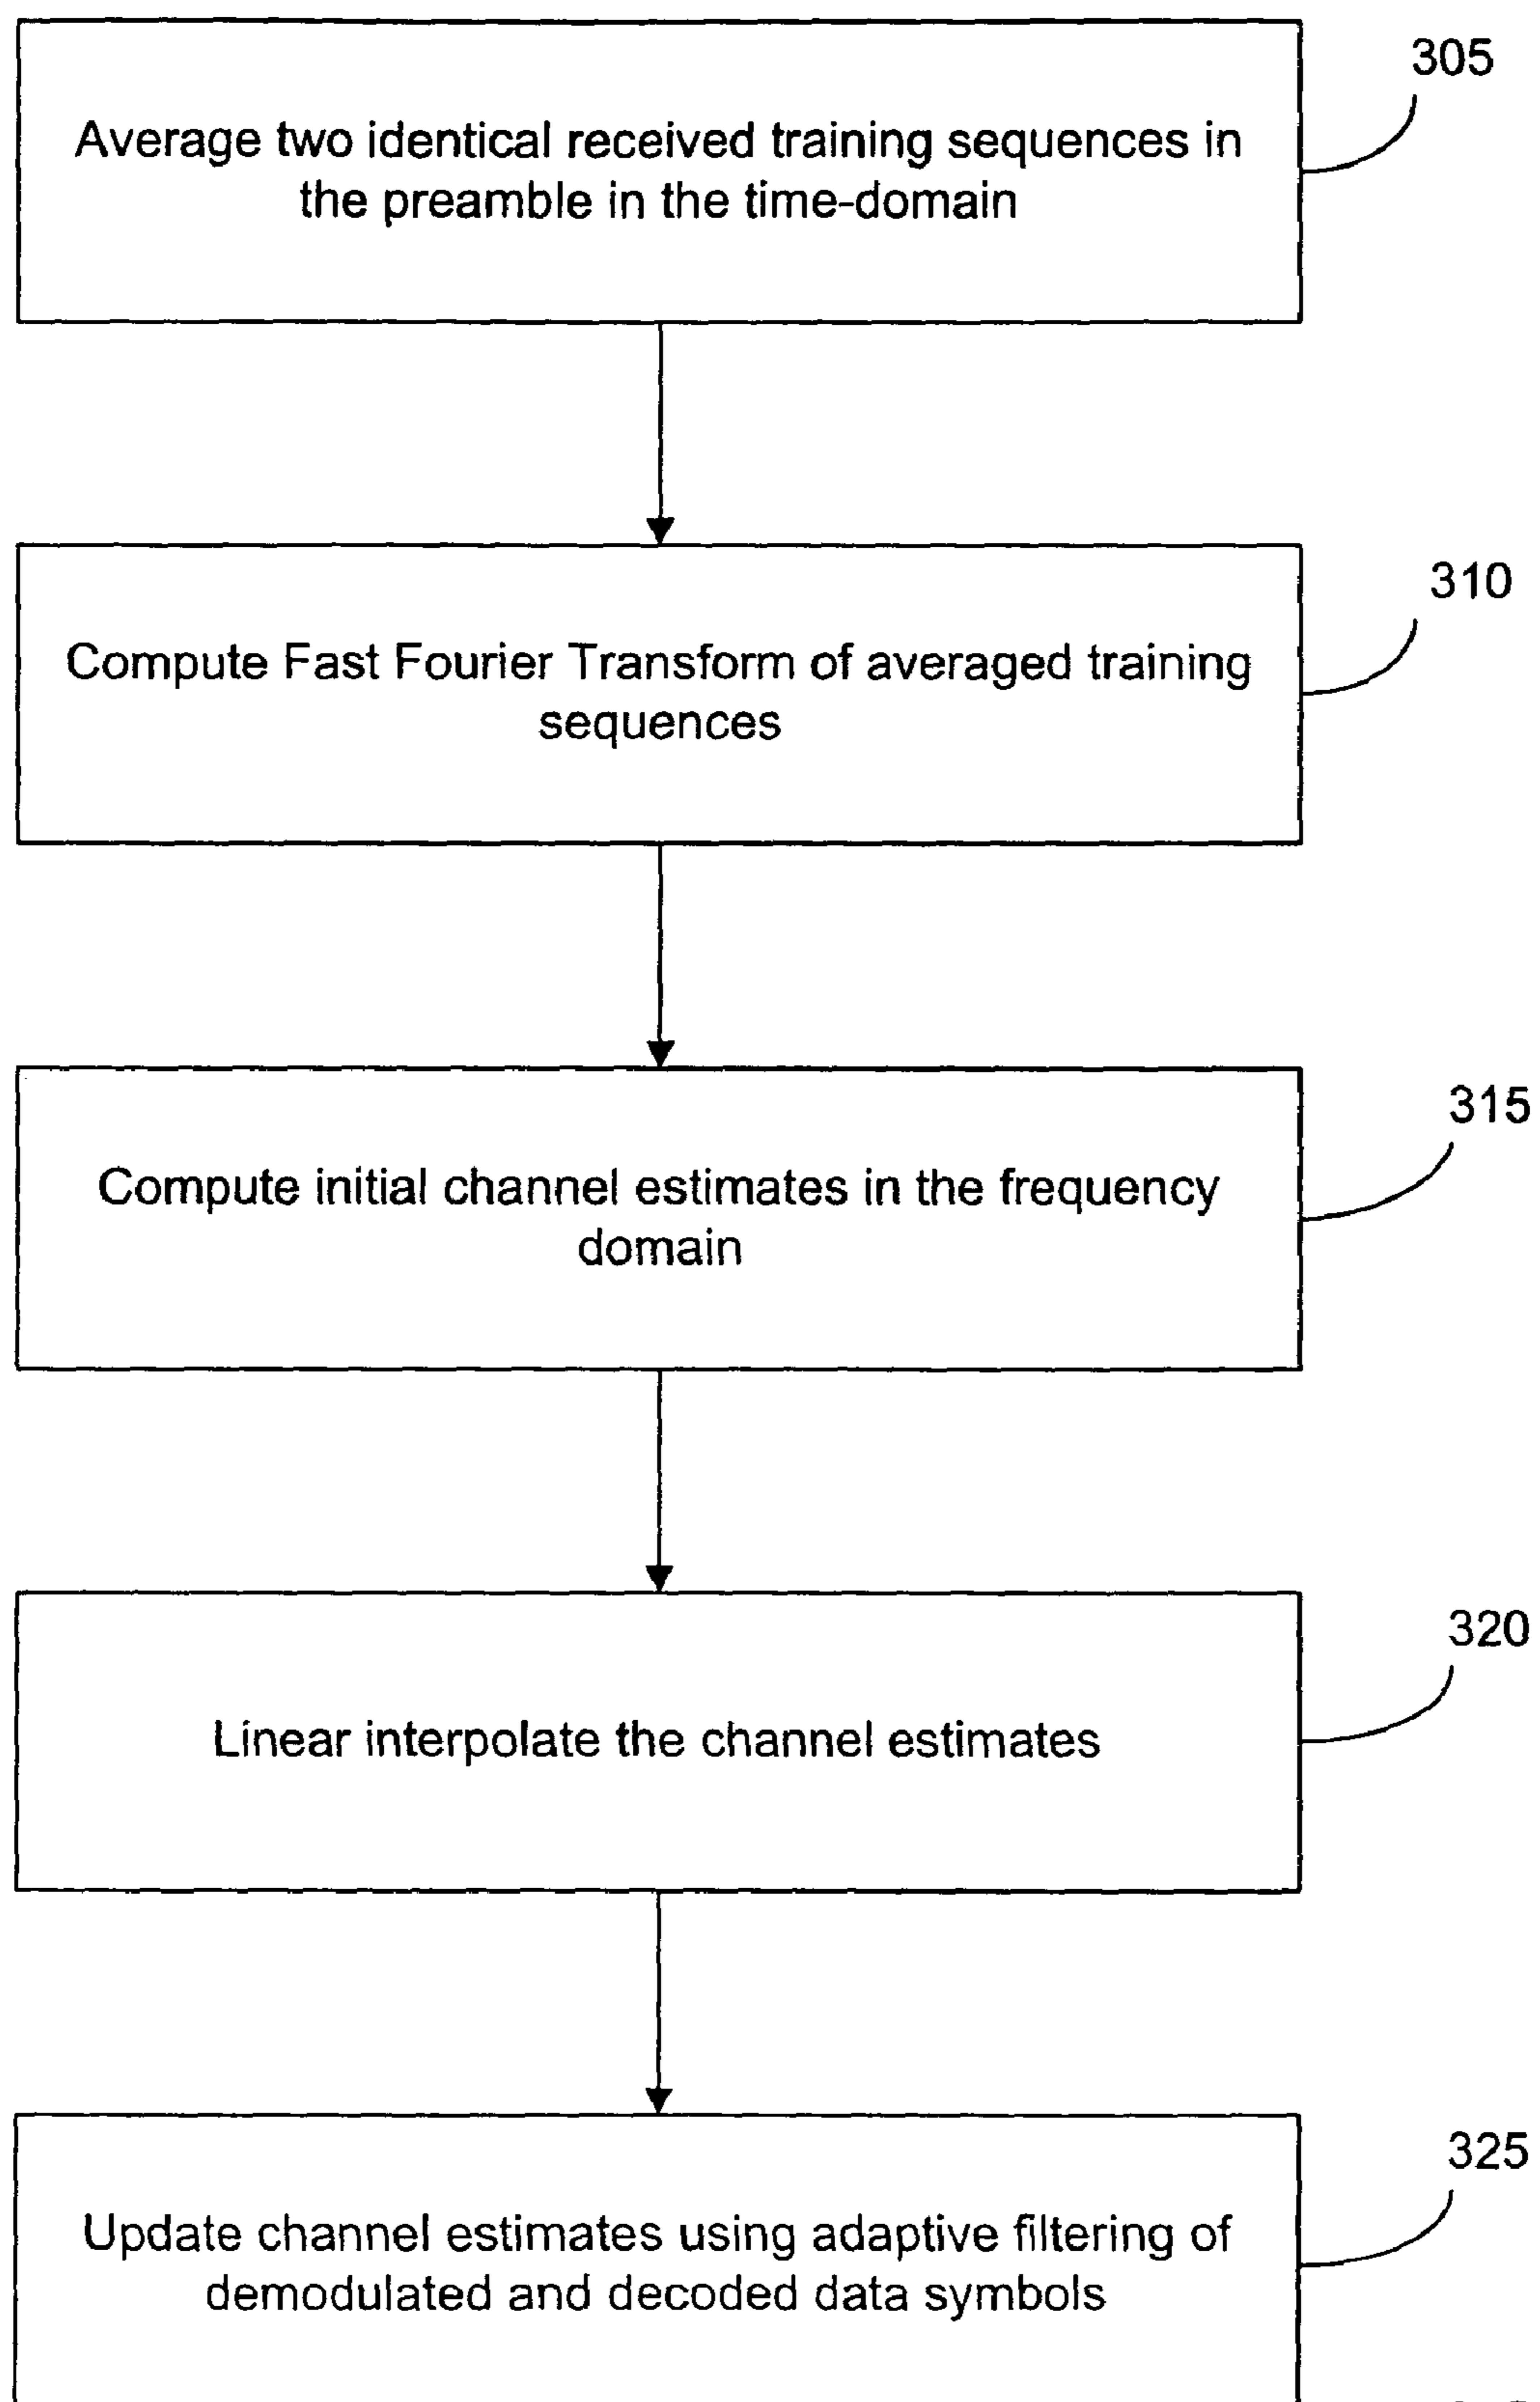 305
Average two identical received training sequences in
the preamble in the time-domain
310
Compute Fast Fourier Transform of averaged training
sequences
315
Compute initial channel estimates in the frequency
domain
320
Linear interpolate the channel estimates
325
Update channel estimates using adaptive filtering of
demodulated and decoded data symbols